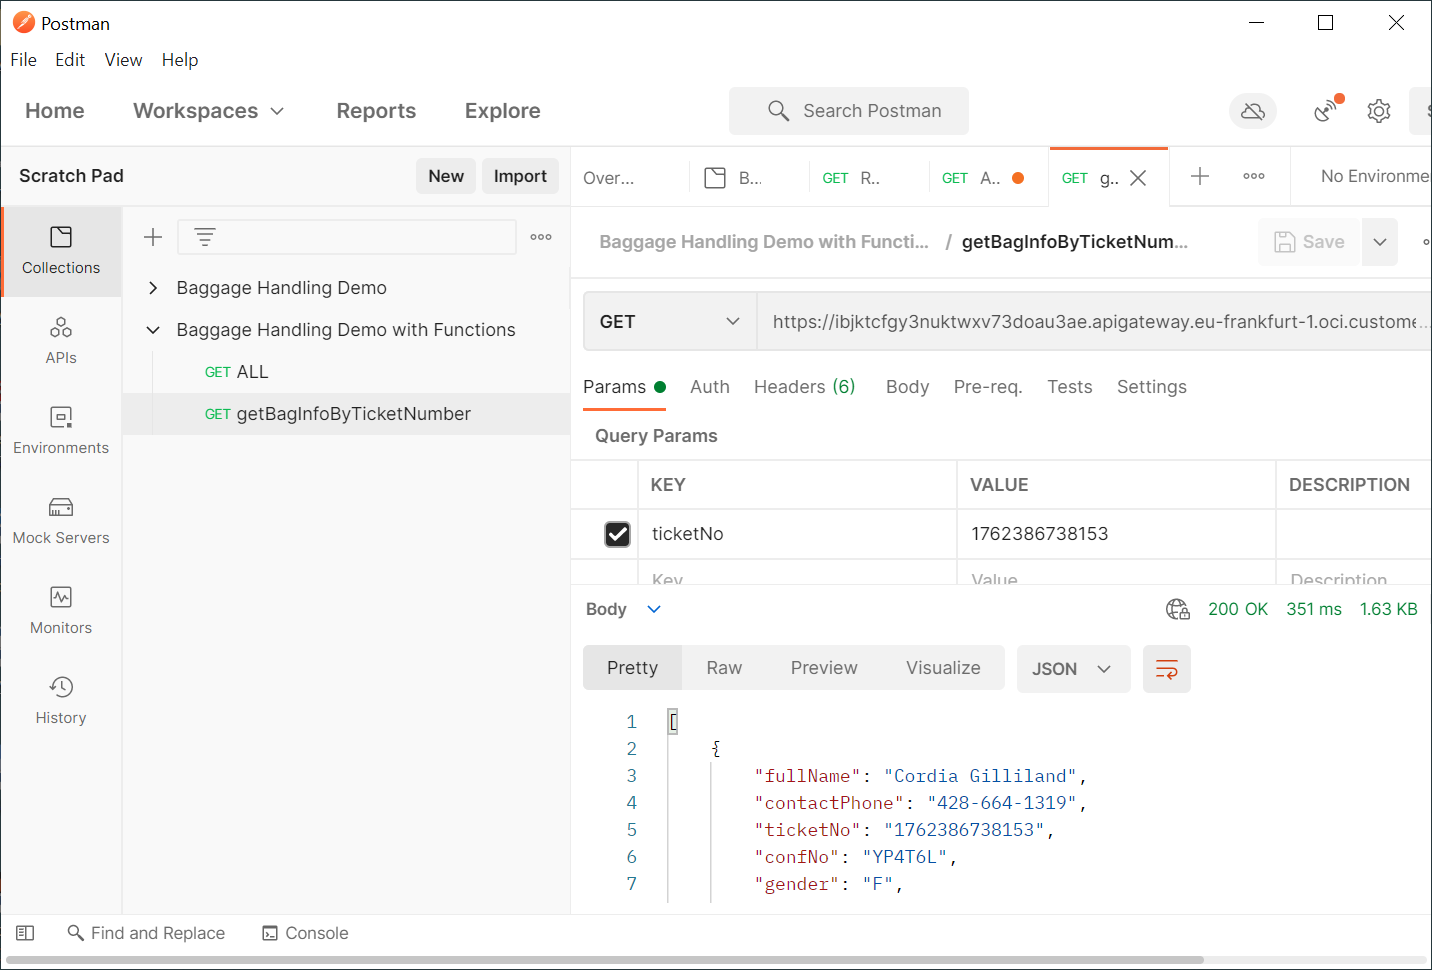 Postman
File Edit View Help
Home Workspaces Reports Explore Search Postman
Scratch Pad New Import
Over... B... GET R.. GET A.. GET g.. No Environme
Collections
APIs
Environments
Mock Servers
Monitors
History
Baggage Handling Demo
Baggage Handling Demo with Functions
GET ALL
GET getBagInfoByTicketNumber
Baggage Handling Demo with Functi... / getBagInfoByTicketNum... Save
GET https://ibjktcfgy3nuktwxv73doau3ae.apigateway.eu-frankfurt-1.oci.custome...
Params Auth Headers (6) Body Pre-req. Tests Settings
Query Params
KEY VALUE DESCRIPTION
ticketNo 1762386738153
Key Value Description
Body 200 OK 351 ms 1.63 KB
Pretty Raw Preview Visualize JSON
1 [
2 {
3 "fullName": "Cordia Gilliland",
4 "contactPhone": "428-664-1319",
5 "ticketNo": "1762386738153",
6 "confNo": "YP4T6L",
7 "gender": "F",
Find and Replace Console